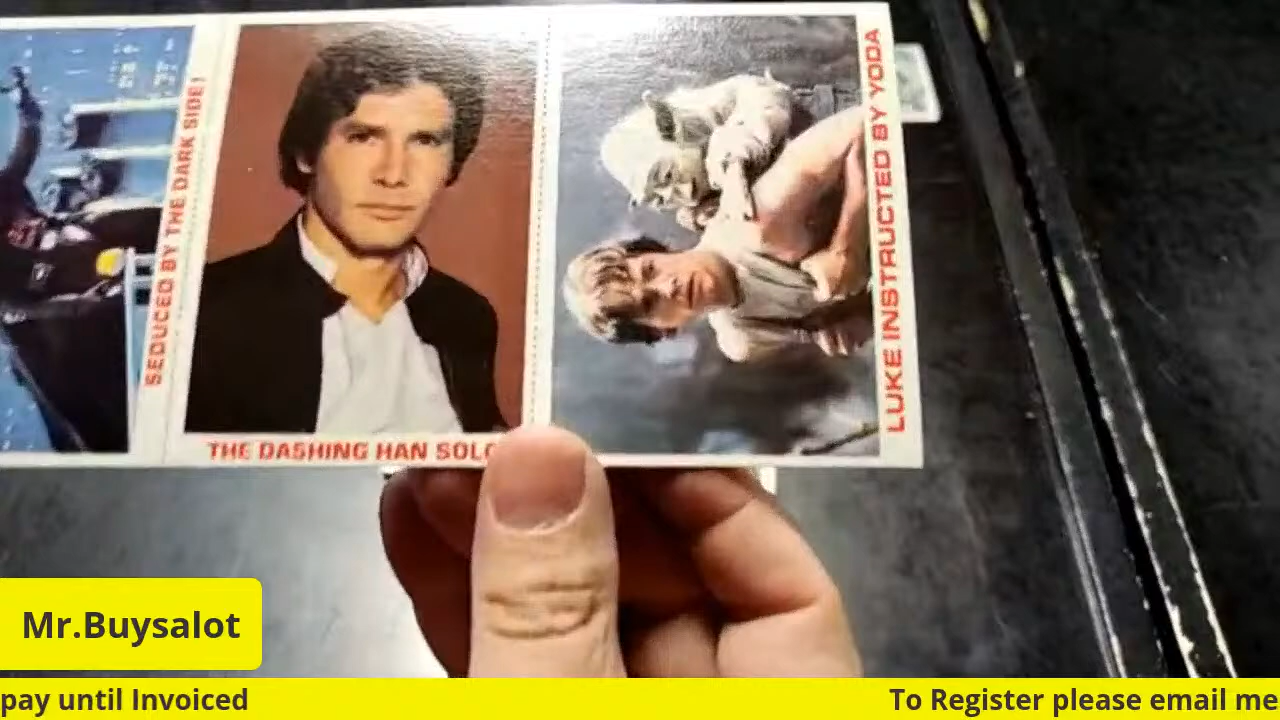 SEDUCED BY THE DARK SIDE!
THE DASHING HAN SOLO
LUKE INSTRUCTED BY YODA
Mr.Buysalot
pay until Invoiced
To Register please email me